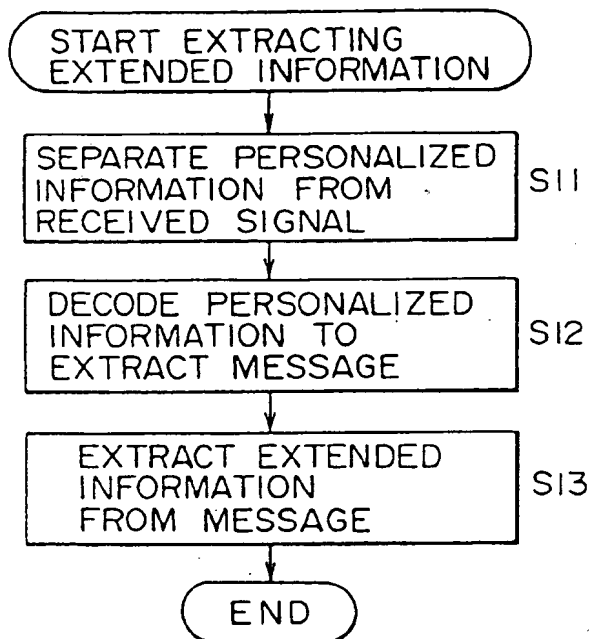 START EXTRACTING
EXTENDED INFORMATION
SEPARATE PERSONALIZED
INFORMATION FROM
RECEIVED SIGNAL
S11
DECODE PERSONALIZED
INFORMATION TO
EXTRACT MESSAGE
S12
EXTRACT EXTENDED
INFORMATION
FROM MESSAGE
S13
END